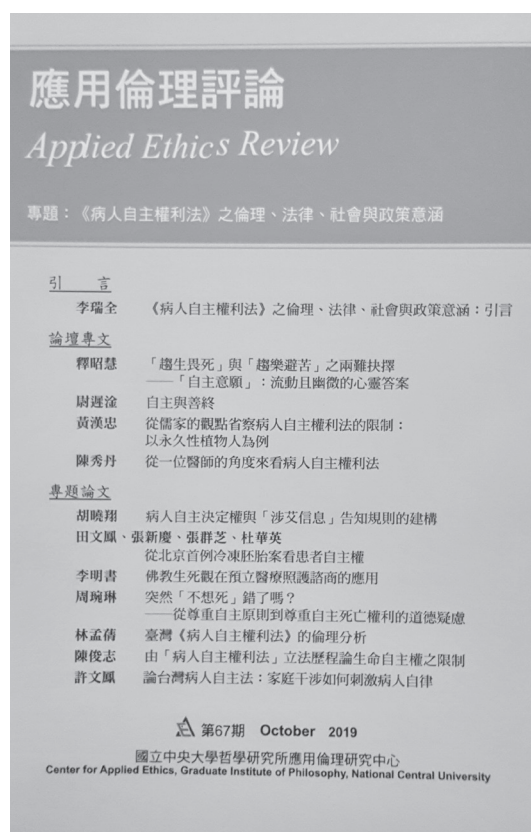 應用倫理評論
Applied Ethics Review
專題：《病人自主權利法》之倫理、法律、社會與政策意涵
引 言
李瑞全 《病人自主權利法》之倫理、法律、社會與政策意涵：引言
論壇專文
釋昭慧 「趨生畏死」與「趨樂避苦」之兩難抉擇
——「自主意願」：流動且幽微的心靈答案
尉遲淦 自主與善終
黃漢忠 從儒家的觀點省察病人自主權利法的限制：
以永久性植物人為例
陳秀丹 從一位醫師的角度來看病人自主權利法
專題論文
胡曉翔 病人自主決定權與「涉艾信息」告知規則的建構
田文鳳、張新慶、張群芝、杜華英
從北京首例冷凍胚胎案看患者自主權
李明書 佛教生死觀在預立醫療照護諮商的應用
周琬琳 突然「不想死」錯了嗎？
——從尊重自主原則到尊重自主死亡權利的道德疑慮
林孟蒨 臺灣《病人自主權利法》的倫理分析
陳俊志 由「病人自主權利法」立法歷程論生命自主權之限制
許文鳳 論台灣病人自主法：家庭干涉如何刺激病人自律
第67期 October 2019
國立中央大學哲學研究所應用倫理研究中心
Center for Applied Ethics, Graduate Institute of Philosophy, National Central University